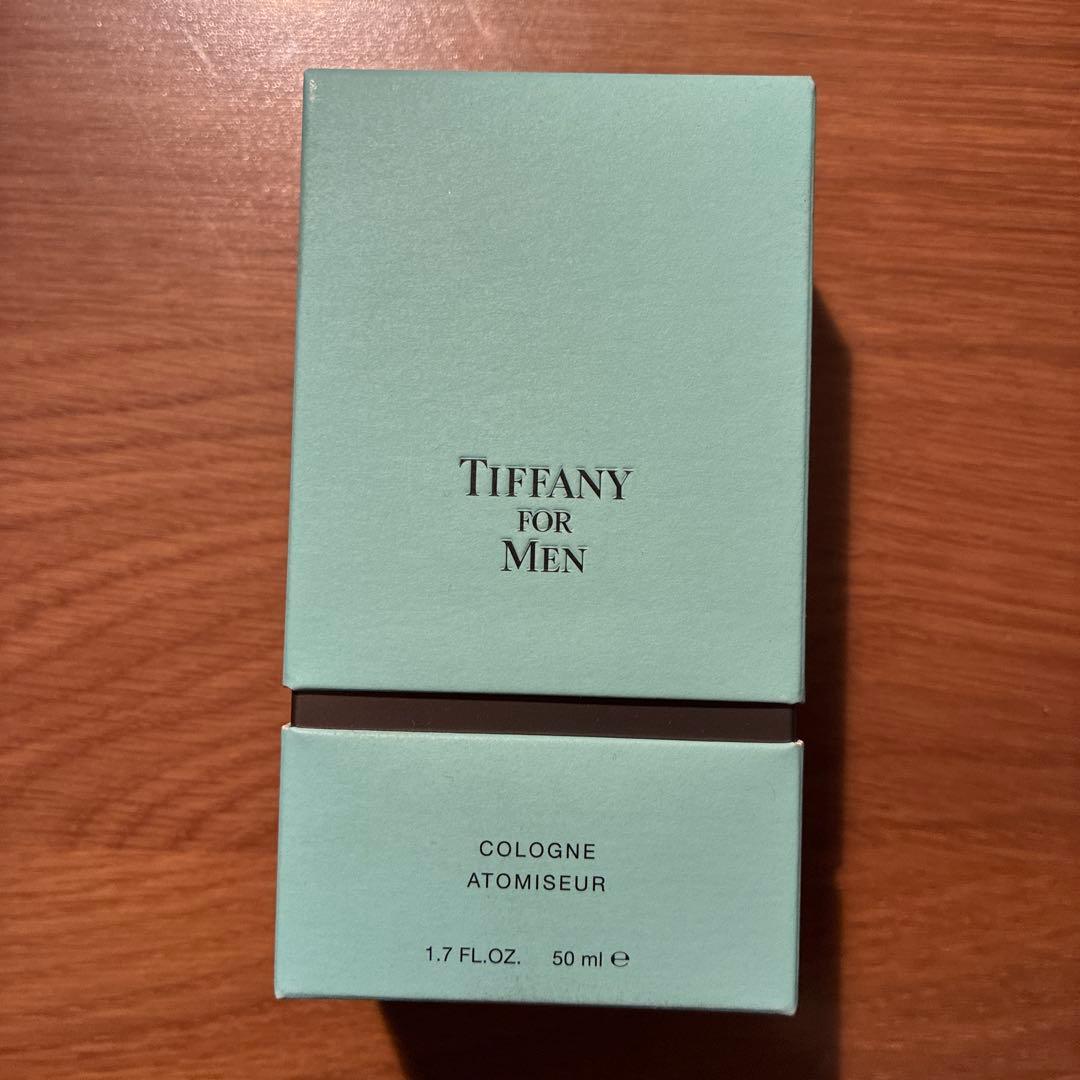 TIFFANY
FOR
MEN
COLOGNE
ATOMISEUR
1.7 FL.OZ. 50 ml ℮